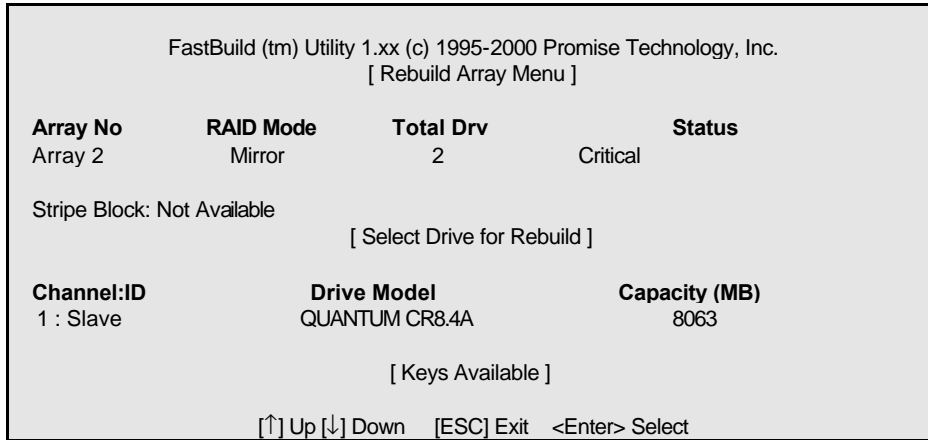 FastBuild (tm) Utility 1.xx (c) 1995-2000 Promise Technology, Inc.
[ Rebuild Array Menu ]
Array No RAID Mode Total Drv Status
Array 2 Mirror 2 Critical
Stripe Block: Not Available
[ Select Drive for Rebuild ]
Channel:ID Drive Model Capacity (MB)
1 : Slave QUANTUM CR8.4A 8063
[ Keys Available ]
[↑] Up [↓] Down [ESC] Exit <Enter> Select